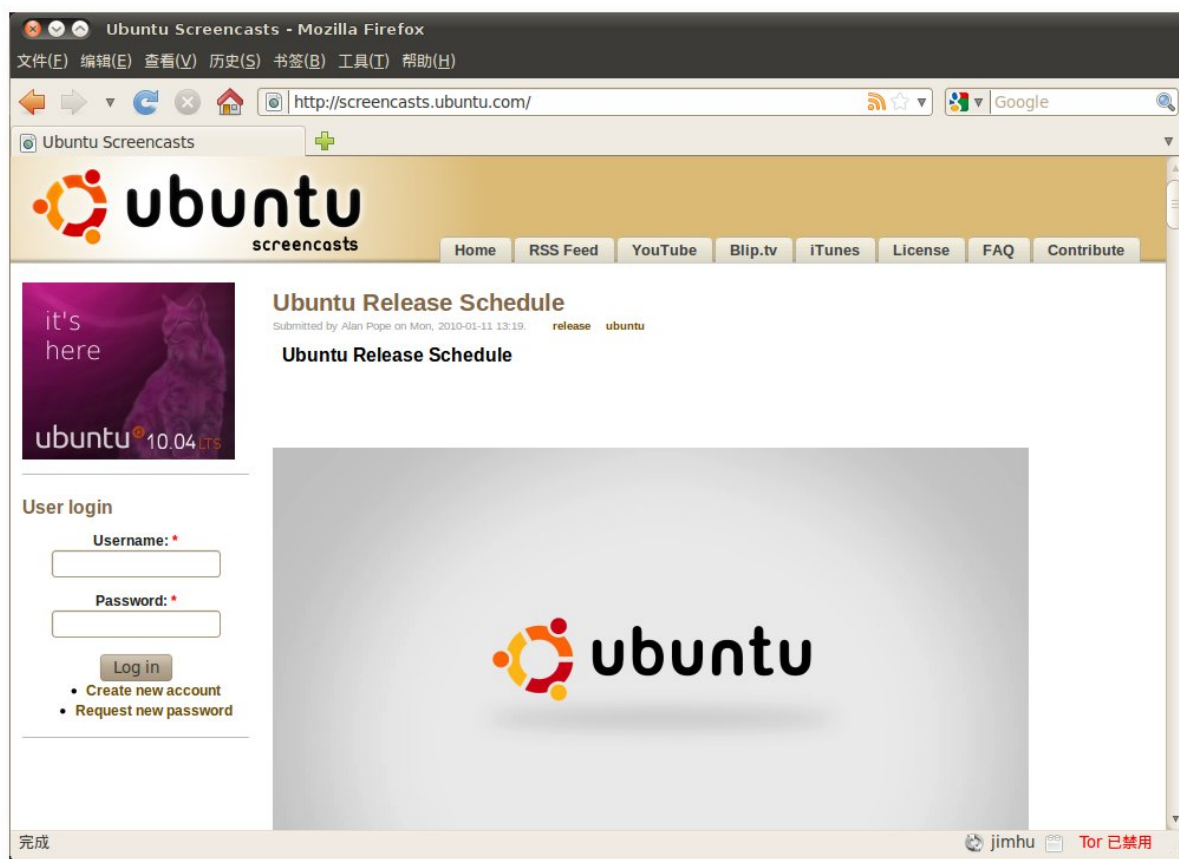 Ubuntu Screencasts - Mozilla Firefox
文件(F) 编辑(E) 查看(V) 历史(S) 书签(B) 工具(T) 帮助(H)
http://screencasts.ubuntu.com/ Google
Ubuntu Screencasts
ubuntu
screencasts
Home RSS Feed YouTube Blip.tv iTunes License FAQ Contribute
it's
here
ubuntu 10.04 LTS
User login
Username: *
Password: *
Log in
• Create new account
• Request new password
Ubuntu Release Schedule
Submitted by Alan Pope on Mon, 2010-01-11 13:19. release ubuntu
Ubuntu Release Schedule
ubuntu
完成 jimhu Tor 已禁用